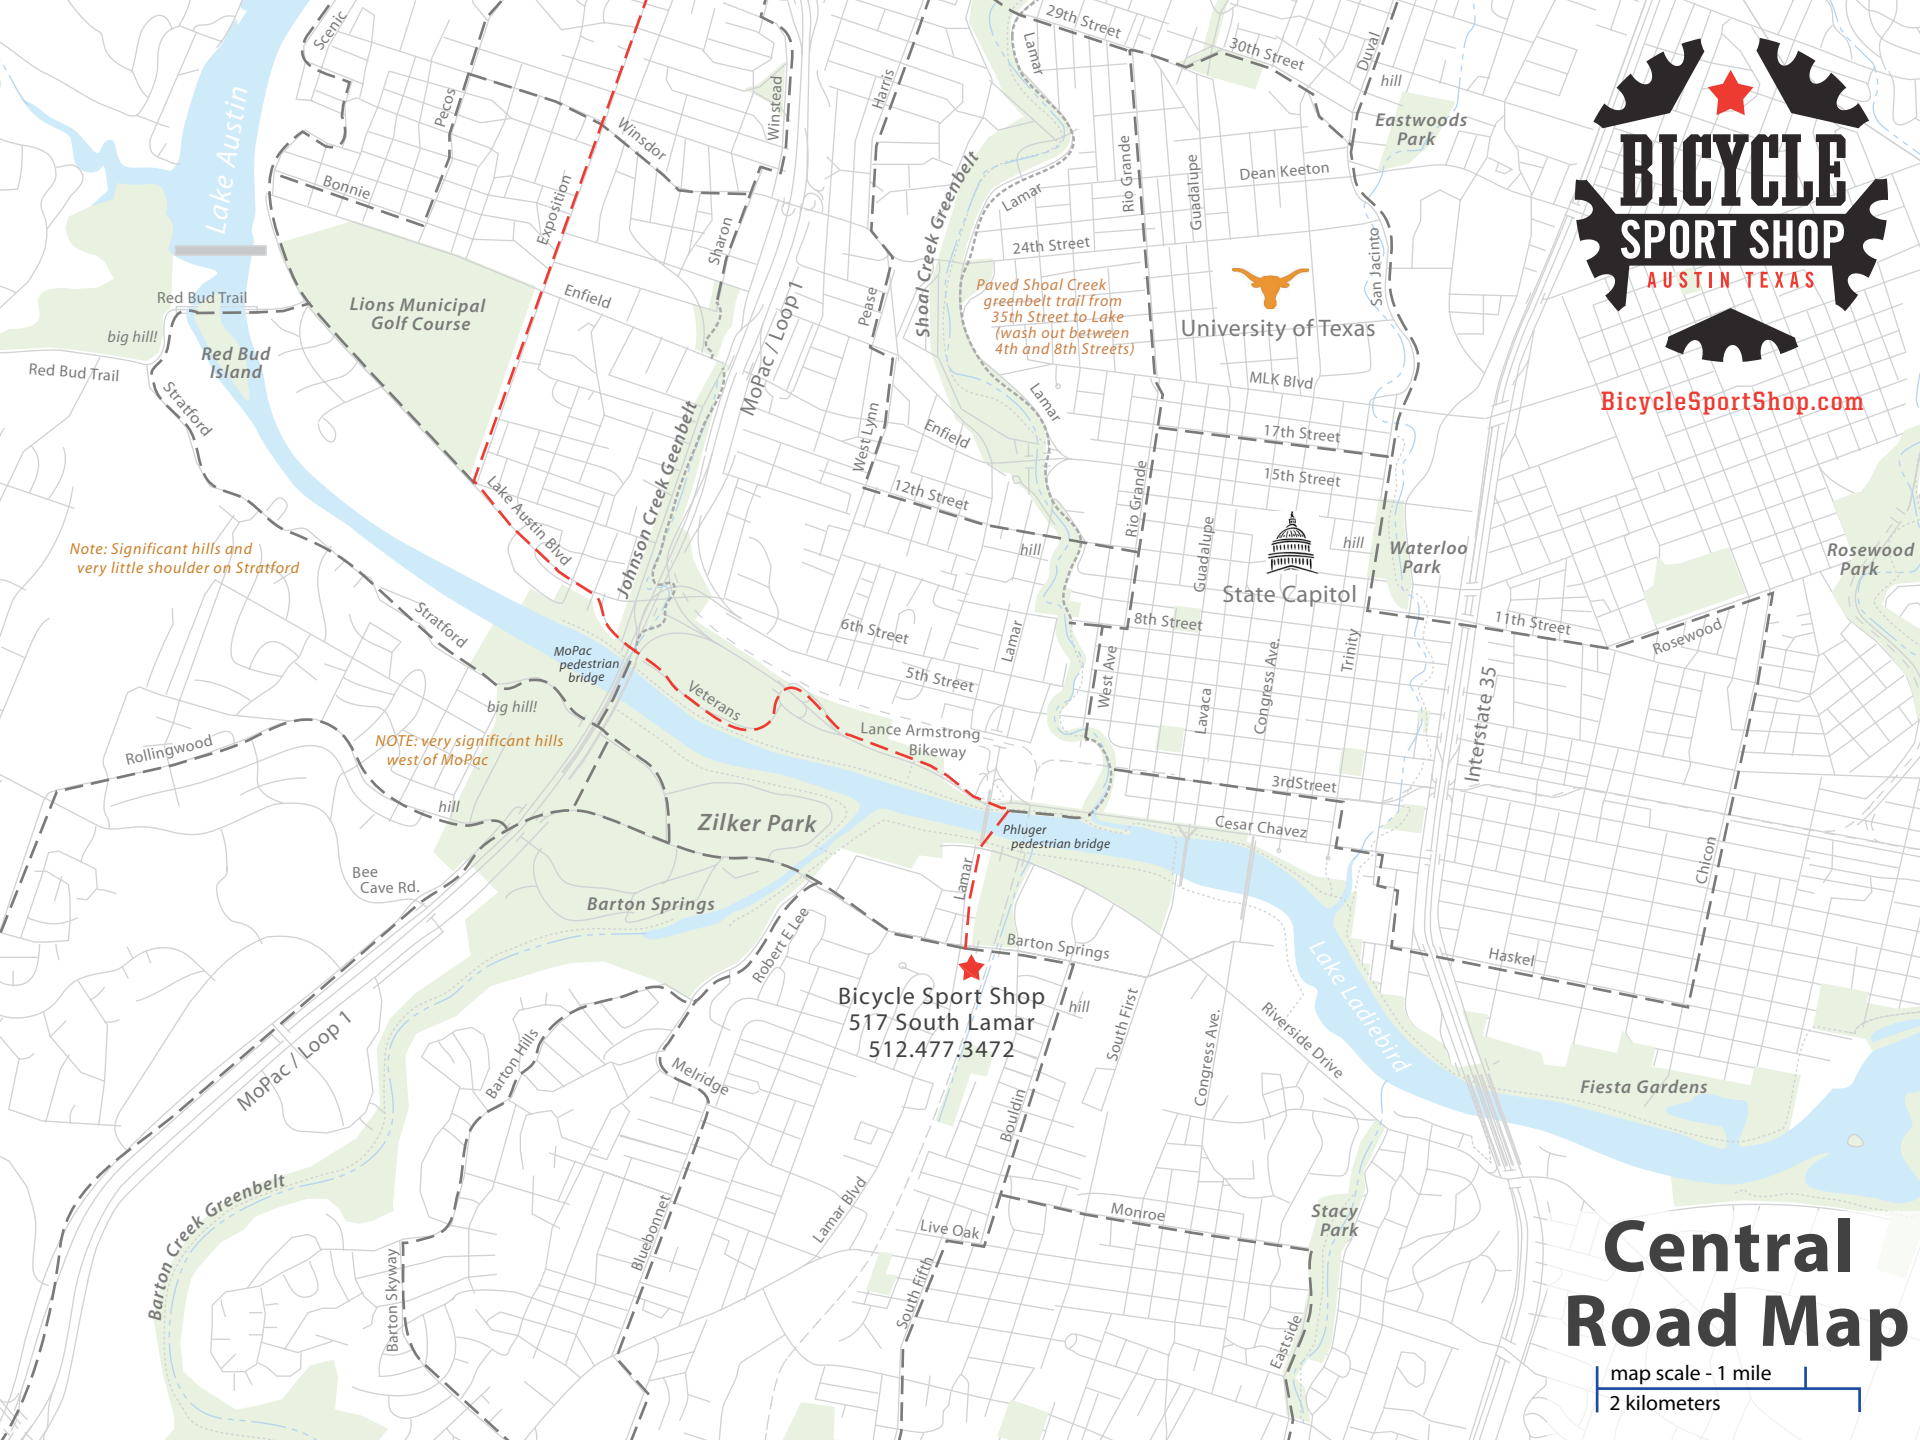 Scenic
Lamar
29th Street
30th Street
Duval
hill
Pecos
Winsdor
Winstead
Harris
Eastwoods
Park
BICYCLE
SPORT SHOP
AUSTIN TEXAS
BicycleSportShop.com
Lake Austin
Bonnie
Exposition
Sharon
Shoal Creek Greenbelt
Lamar
Rio Grande
Guadalupe
Dean Keeton
24th Street
San Jacinto
Red Bud Trail
big hill!
Red Bud
Island
Red Bud Trail
Lions Municipal
Golf Course
Enfield
MoPac / Loop 1
Pease
Paved Shoal Creek
greenbelt trail from
35th Street to Lake
(wash out between
4th and 8th Streets)
University of Texas
MLK Blvd
Stratford
Lamar
West Lynn
Enfield
17th Street
15th Street
Johnson Creek Geenbelt
Lake Austin Blvd
12th Street
hill
Rio Grande
Guadalupe
hill
Waterloo
Park
Rosewood
Park
State Capitol
Note: Significant hills and
very little shoulder on Stratford
Stratford
MoPac
pedestrian
bridge
6th Street
5th Street
Lamar
8th Street
11th Street
Rosewood
Trinity
West Ave
Lavaca
Congress Ave.
Interstate 35
Veterans
big hill!
NOTE: very significant hills
west of MoPac
Rollingwood
hill
Lance Armstrong
Bikeway
3rdStreet
Cesar Chavez
Zilker Park
Phluger
pedestrian bridge
Chicon
Bee
Cave Rd.
Lamar
Barton Springs
Robert E Lee
Barton Springs
Haskel
Lake Ladiebird
Bicycle Sport Shop
517 South Lamar
512.477.3472
hill
South First
Congress Ave.
Riverside Drive
MoPac / Loop 1
Barton Hills
Melridge
Bouldin
Fiesta Gardens
Barton Creek Greenbelt
Barton Skyway
Bluebonnet
Lamar Blvd
Live Oak
South Fifth
Monroe
Stacy
Park
Eastside
Central
Road Map
map scale - 1 mile
2 kilometers